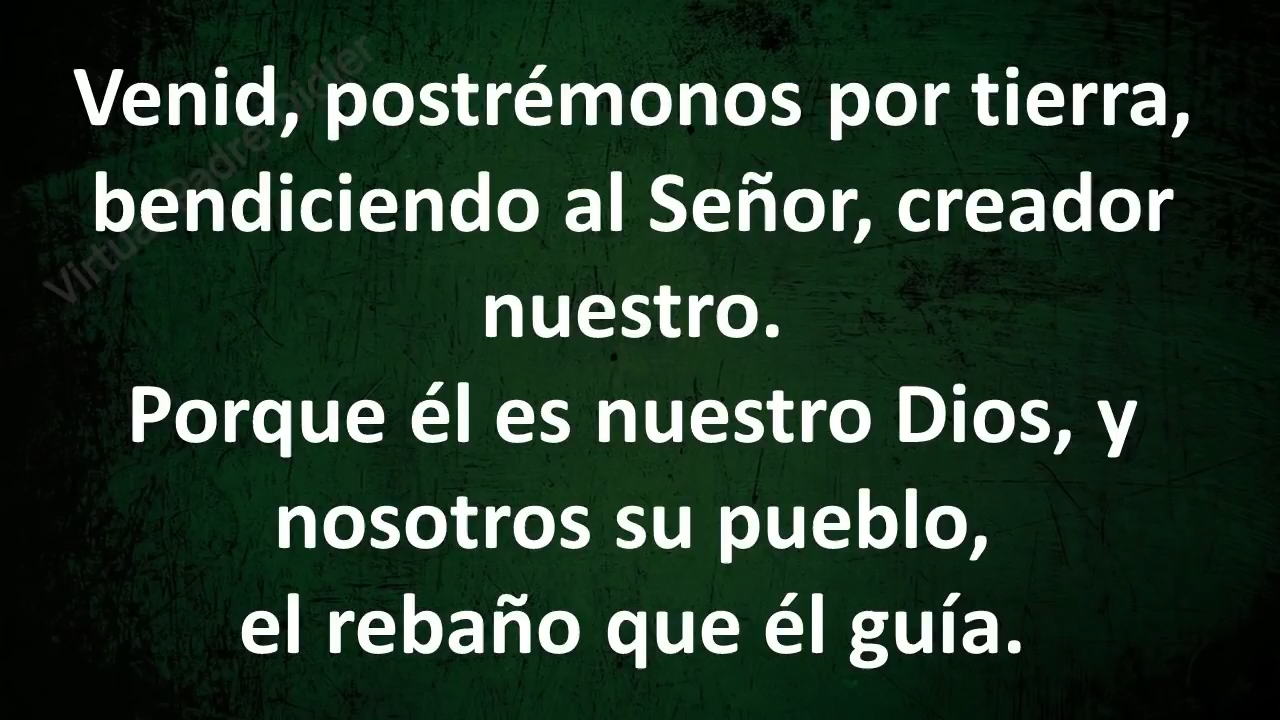 Venid, postrémonos por tierra,
bendiciendo al Señor, creador
nuestro.
Porque él es nuestro Dios, y
nosotros su pueblo,
el rebaño que él guía.